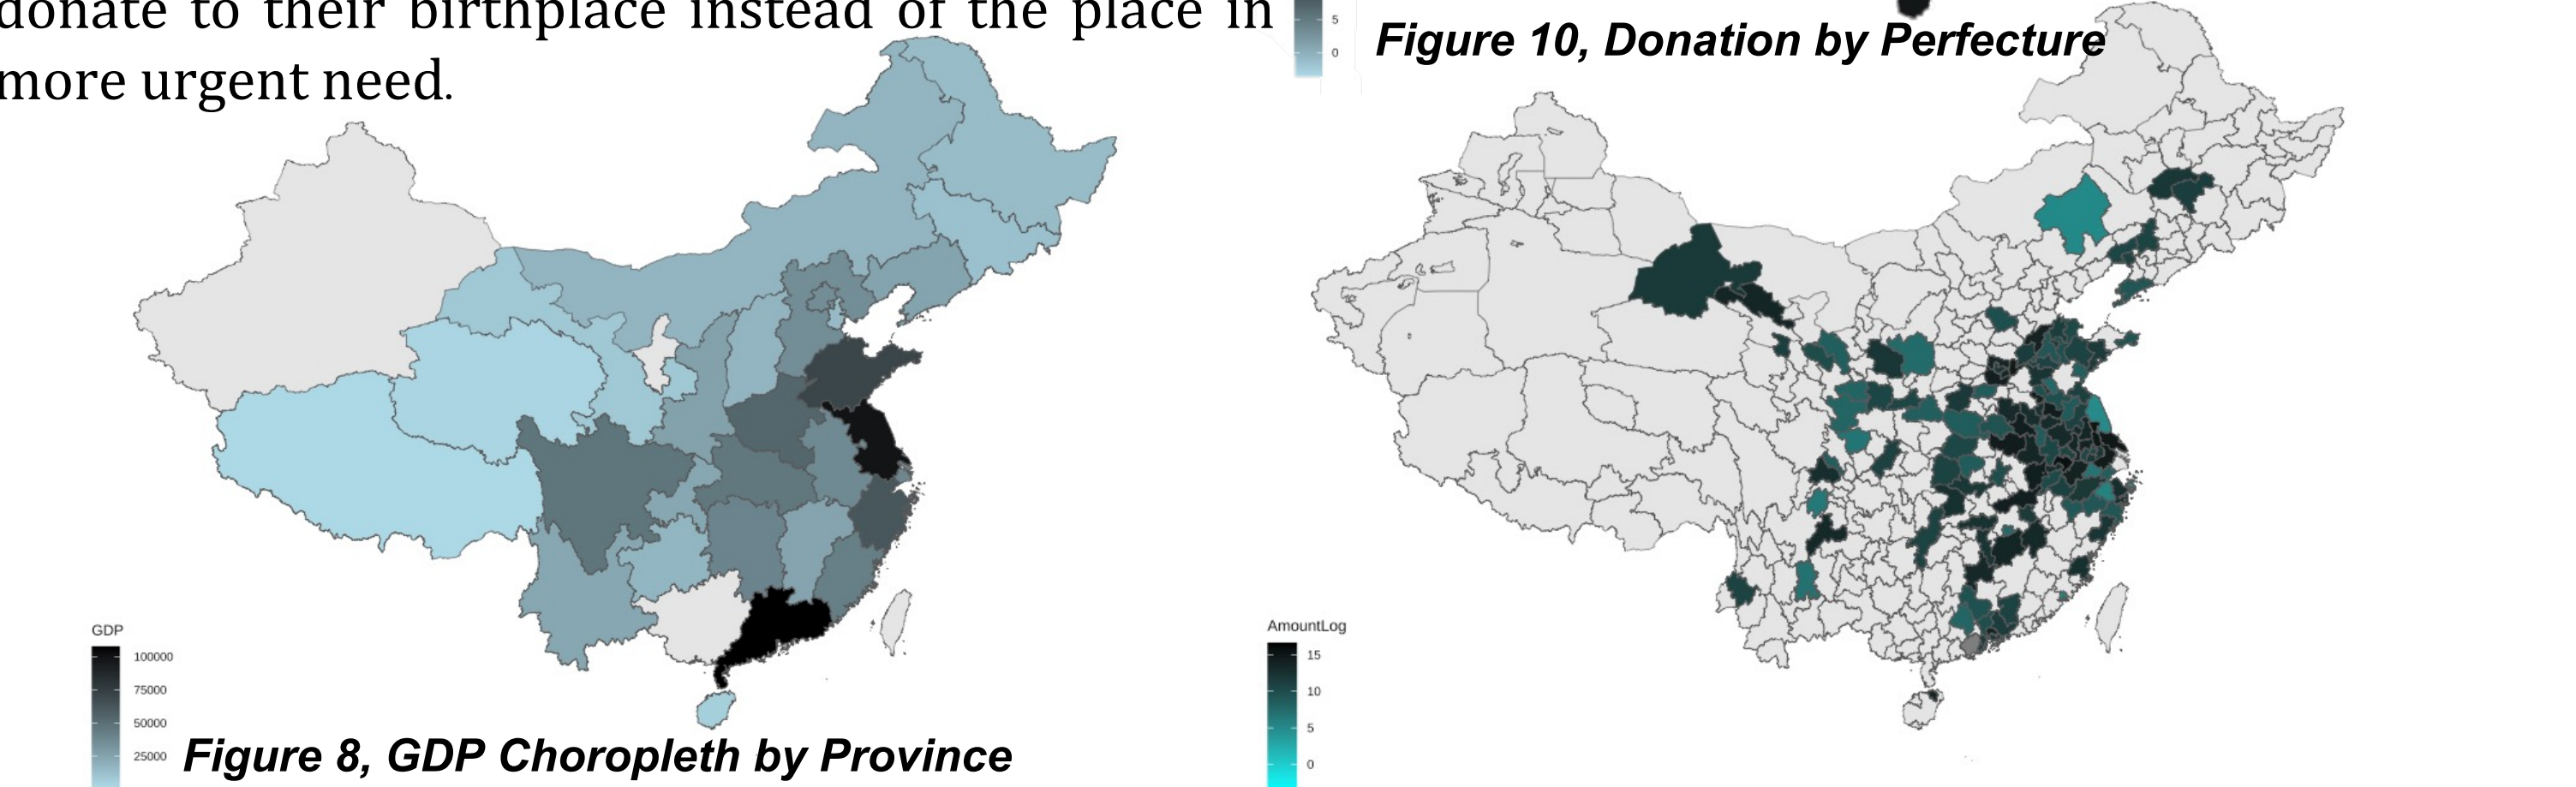 donate to their birthplace instead of the place in
more urgent need.
5
0
Figure 10, Donation by Perfecture
GDP
100000
75000
50000
25000
Figure 8, GDP Choropleth by Province
AmountLog
15
10
5
0